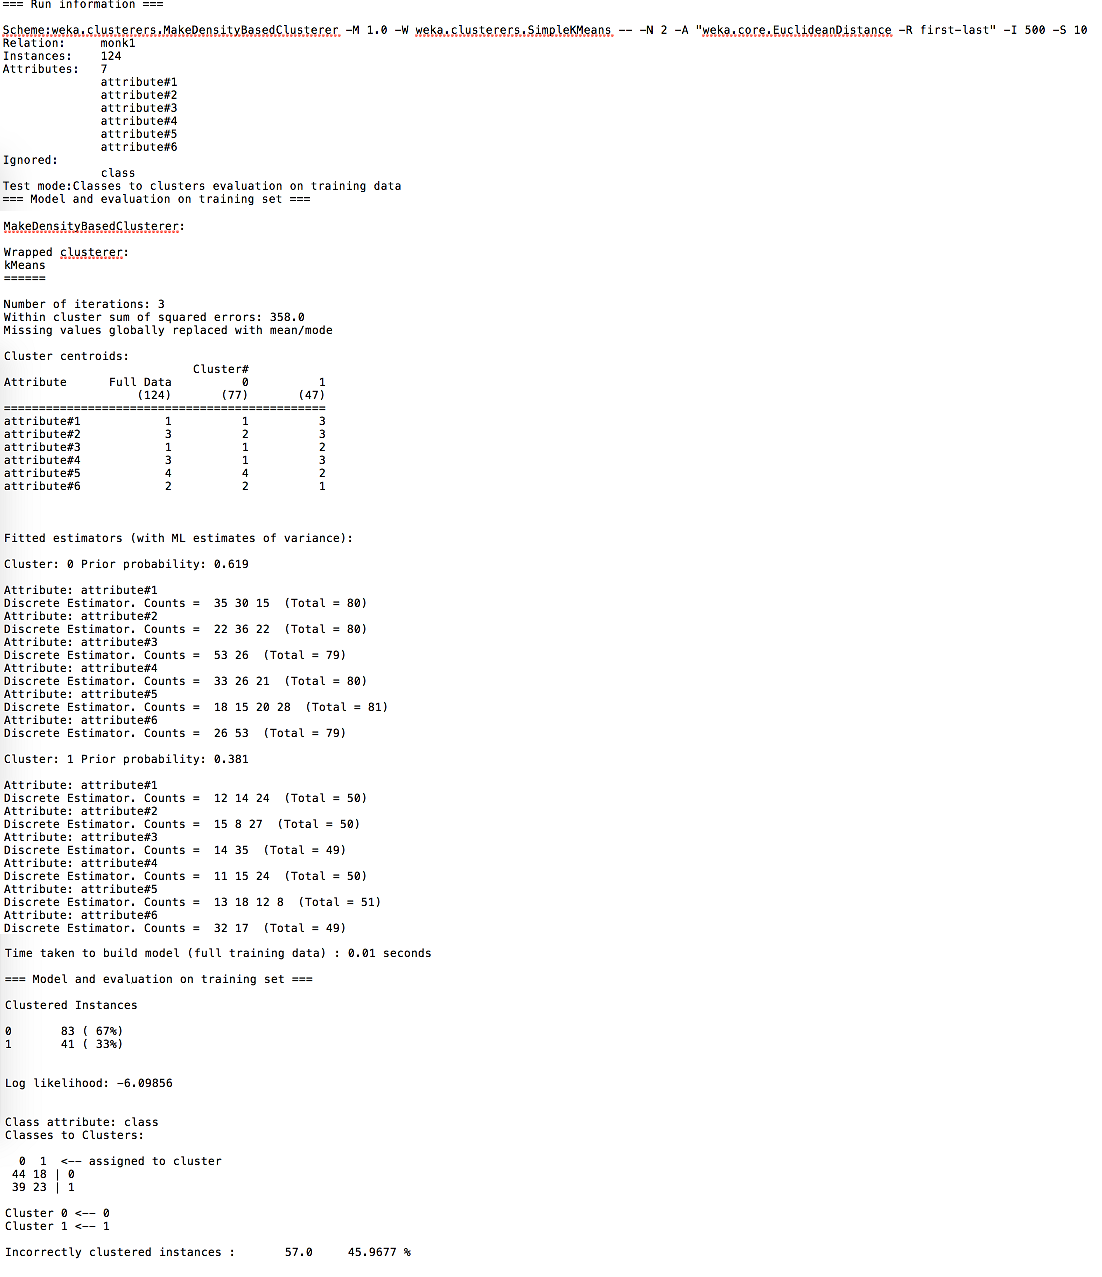 === Run information ===
Scheme:weka.clusterers.MakeDensityBasedClusterer -M 1.0 -W weka.clusterers.SimpleKMeans -- -N 2 -A "weka.core.EuclideanDistance -R first-last" -I 500 -S 10
Relation:     monk1
Instances:    124
Attributes:   7
              attribute#1
              attribute#2
              attribute#3
              attribute#4
              attribute#5
              attribute#6
Ignored:
              class
Test mode:Classes to clusters evaluation on training data
=== Model and evaluation on training set ===
MakeDensityBasedClusterer:
Wrapped clusterer:
kMeans
======
Number of iterations: 3
Within cluster sum of squared errors: 358.0
Missing values globally replaced with mean/mode
Cluster centroids:
                           Cluster#
Attribute      Full Data          0          1
                   (124)       (77)       (47)
==============================================
attribute#1            1          1          3
attribute#2            3          2          3
attribute#3            1          1          2
attribute#4            3          1          3
attribute#5            4          4          2
attribute#6            2          2          1
Fitted estimators (with ML estimates of variance):
Cluster: 0 Prior probability: 0.619
Attribute: attribute#1
Discrete Estimator. Counts =  35 30 15  (Total = 80)
Attribute: attribute#2
Discrete Estimator. Counts =  22 36 22  (Total = 80)
Attribute: attribute#3
Discrete Estimator. Counts =  53 26  (Total = 79)
Attribute: attribute#4
Discrete Estimator. Counts =  33 26 21  (Total = 80)
Attribute: attribute#5
Discrete Estimator. Counts =  18 15 20 28  (Total = 81)
Attribute: attribute#6
Discrete Estimator. Counts =  26 53  (Total = 79)
Cluster: 1 Prior probability: 0.381
Attribute: attribute#1
Discrete Estimator. Counts =  12 14 24  (Total = 50)
Attribute: attribute#2
Discrete Estimator. Counts =  15 8 27  (Total = 50)
Attribute: attribute#3
Discrete Estimator. Counts =  14 35  (Total = 49)
Attribute: attribute#4
Discrete Estimator. Counts =  11 15 24  (Total = 50)
Attribute: attribute#5
Discrete Estimator. Counts =  13 18 12 8  (Total = 51)
Attribute: attribute#6
Discrete Estimator. Counts =  32 17  (Total = 49)
Time taken to build model (full training data) : 0.01 seconds
=== Model and evaluation on training set ===
Clustered Instances
0       83 ( 67%)
1       41 ( 33%)
Log likelihood: -6.09856
Class attribute: class
Classes to Clusters:
  0  1  <-- assigned to cluster
 44 18 | 0
 39 23 | 1
Cluster 0 <-- 0
Cluster 1 <-- 1
Incorrectly clustered instances :       57.0     45.9677 %